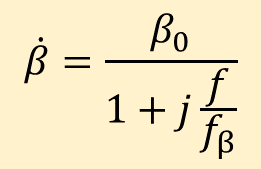 β̇ = β₀ / (1 + j f/f_β)